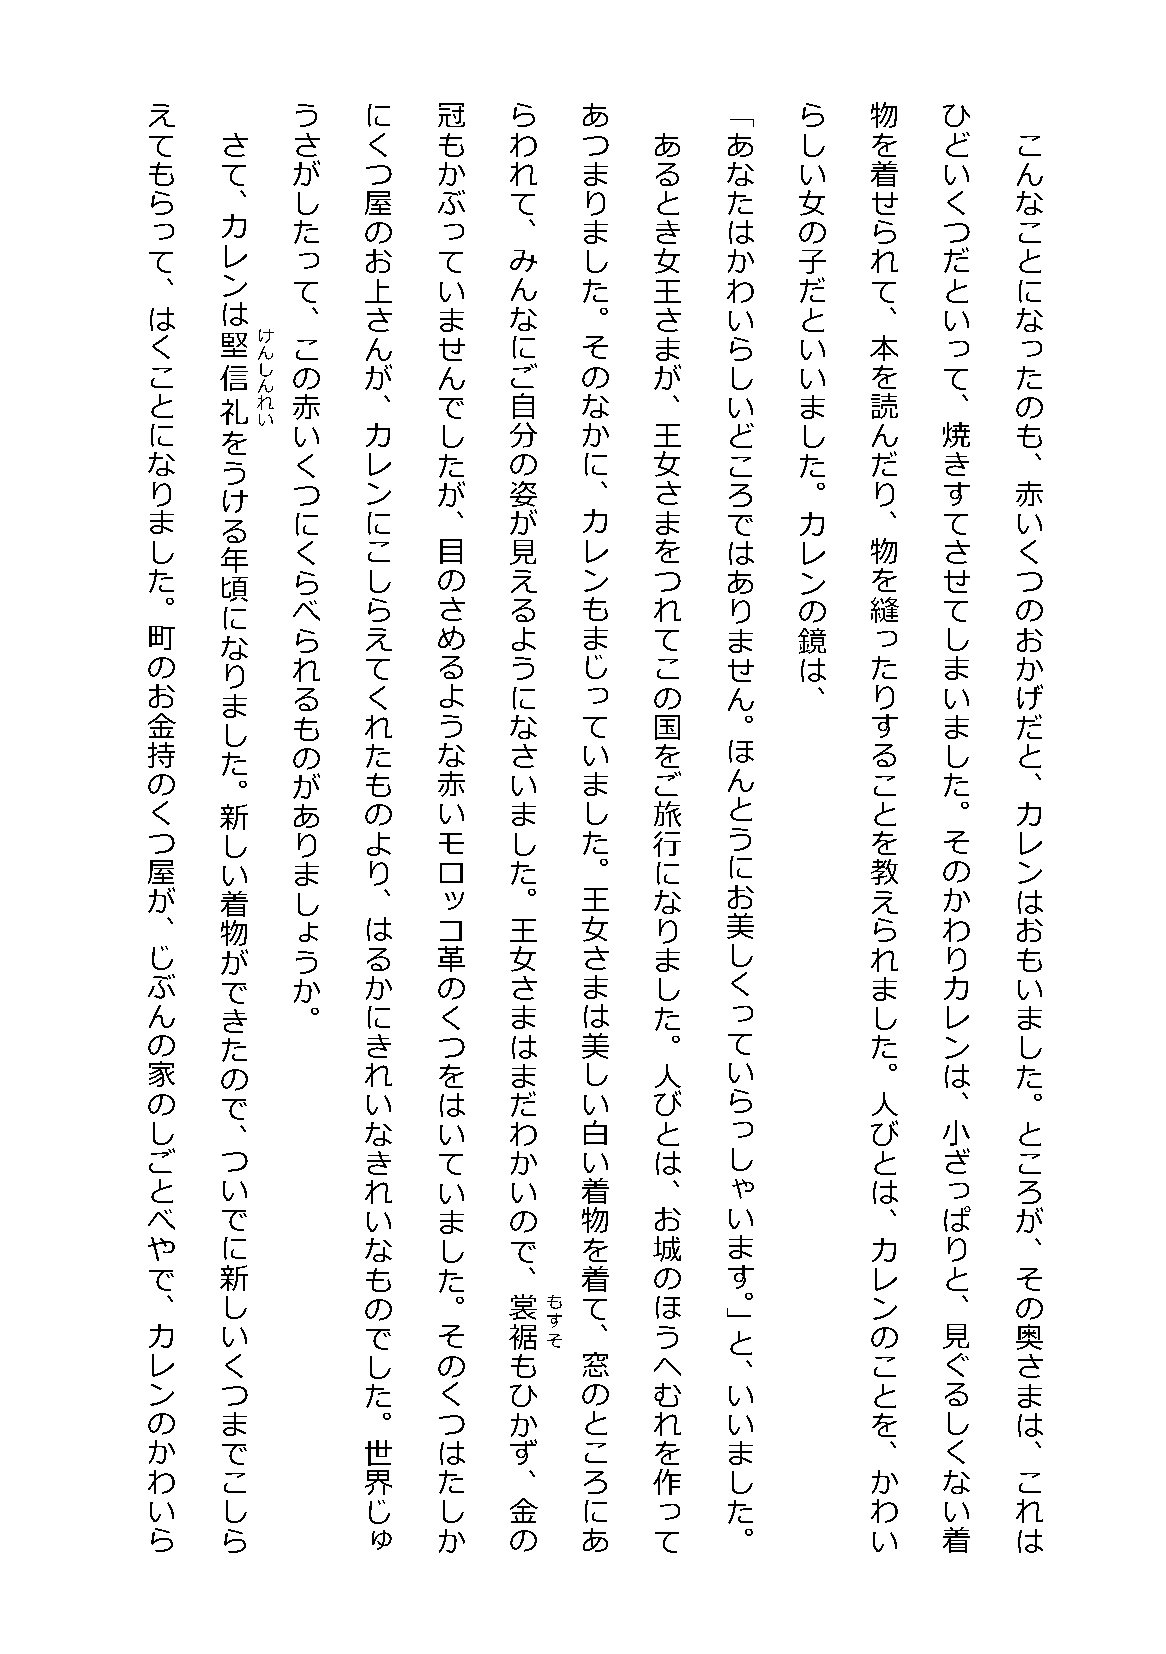 こんなことになったのも、赤いくつのおかげだと、カレンはおもいました。ところが、その奥さまは、これは
ひどいくつだといって、焼きすてさせてしまいました。そのかわりカレンは、小ざっぱりと、見ぐるしくない着
物を着せられて、本を読んだり、物を縫ったりすることを教えられました。人びとは、カレンのことを、かわい
らしい女の子だといいました。カレンの鏡は、
「あなたはかわいらしいどころではありません。ほんとうにお美しくっていらっしゃいます。」と、いいました。
あるとき女王さまが、王女さまをつれてこの国をご旅行になりました。人びとは、お城のほうへむれを作って
あつまりました。そのなかに、カレンもまじっていました。王女さまは美しい白い着物を着て、窓のところにあ
らわれて、みんなにご自分の姿が見えるようになさいました。王女さまはまだわかいので、裳裾もひかず、金の
もすそ
冠もかぶっていませんでしたが、目のさめるような赤いモロッコ革のくつをはいていました。そのくつはたしか
にくつ屋のお上さんが、カレンにこしらえてくれたものより、はるかにきれいなきれいなものでした。世界じゅ
うさがしたって、この赤いくつにくらべられるものがありましょうか。
さて、カレンは堅信礼をうける年頃になりました。新しい着物ができたので、ついでに新しいくつまでこしら
けんしんれい
えてもらって、はくことになりました。町のお金持のくつ屋が、じぶんの家のしごとべやで、カレンのかわいら